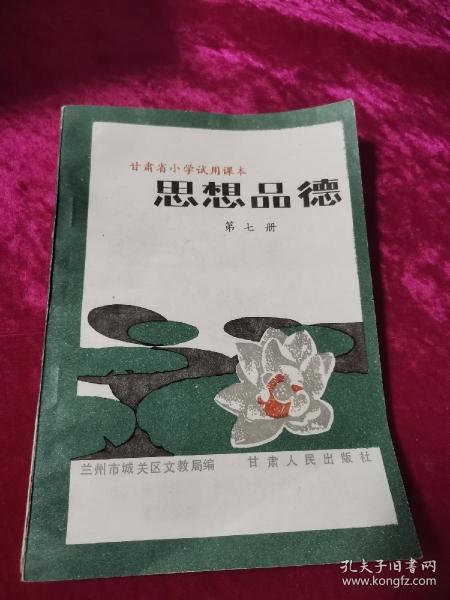 甘肃省小学试用课本
思想品德
第七册
兰州市城关区文教局编 甘肃人民出版社
孔夫子旧书网
www.kongfz.com